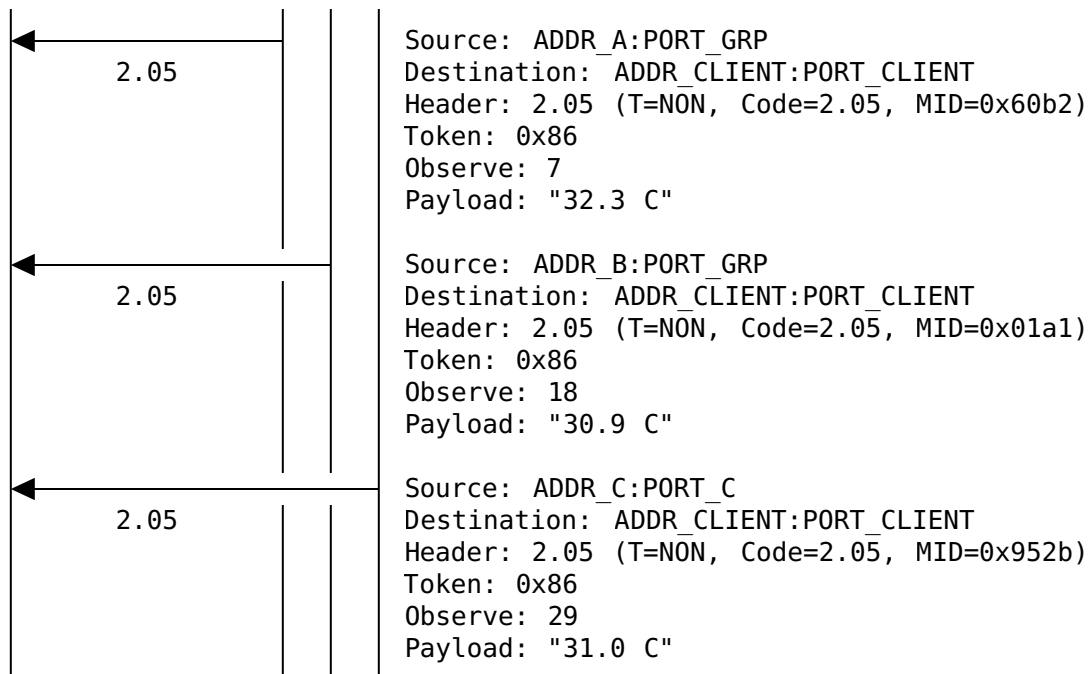 Source: ADDR_A:PORT_GRP
2.05 Destination: ADDR_CLIENT:PORT_CLIENT
Header: 2.05 (T=NON, Code=2.05, MID=0x60b2)
Token: 0x86
Observe: 7
Payload: "32.3 C"
Source: ADDR_B:PORT_GRP
2.05 Destination: ADDR_CLIENT:PORT_CLIENT
Header: 2.05 (T=NON, Code=2.05, MID=0x01a1)
Token: 0x86
Observe: 18
Payload: "30.9 C"
Source: ADDR_C:PORT_C
2.05 Destination: ADDR_CLIENT:PORT_CLIENT
Header: 2.05 (T=NON, Code=2.05, MID=0x952b)
Token: 0x86
Observe: 29
Payload: "31.0 C"